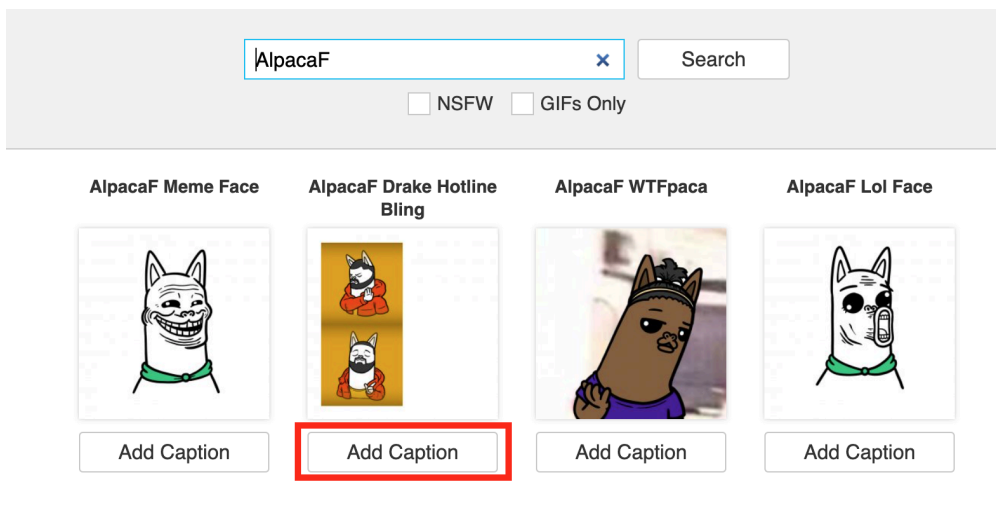 AlpacaF
Search
NSFW
GIFs Only
AlpacaF Meme Face
AlpacaF Drake Hotline
Bling
AlpacaF WTFpaca
AlpacaF Lol Face
Add Caption
Add Caption
Add Caption
Add Caption